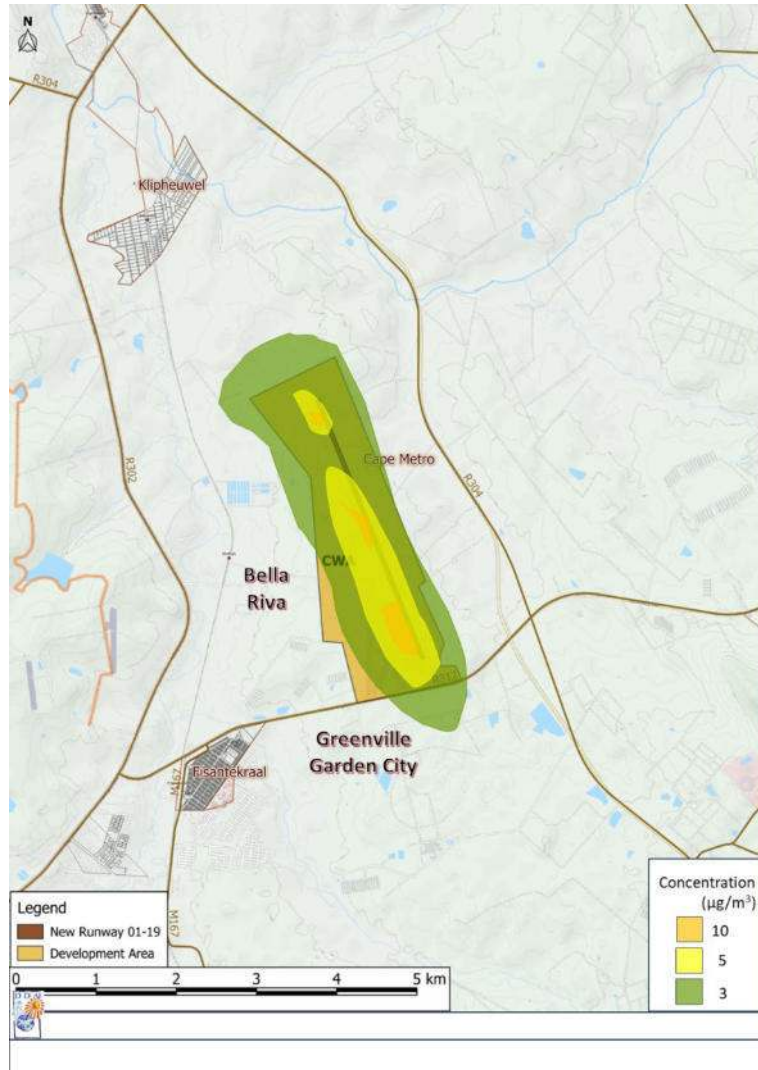 N
R304
Klipheuwel
R302
Cape Metro
R304
CWA
Bella
Riva
R312
Greenville
Garden City
Fisantekraal
M167
Legend
New Runway 01-19
Development Area
Concentration
(µg/m³)
10
5
3
0 1 2 3 4 5 km